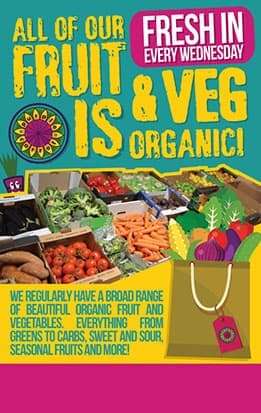 ALL OF OUR
FRESH IN
EVERY WEDNESDAY
FRUIT
& VEG
IS ORGANIC!
WE REGULARLY HAVE A BROAD RANGE
OF BEAUTIFUL ORGANIC FRUIT AND
VEGETABLES. EVERYTHING FROM
GREENS TO CARBS, SWEET AND SOUR,
SEASONAL FRUITS AND MORE!